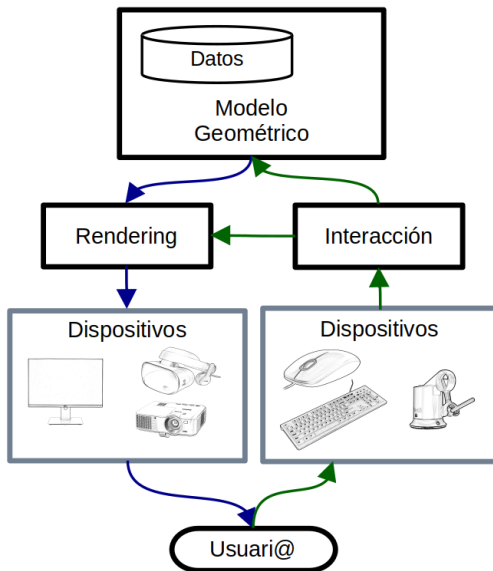 Datos
Modelo
Geométrico
Rendering
Interacción
Dispositivos
Dispositivos
Usuari@